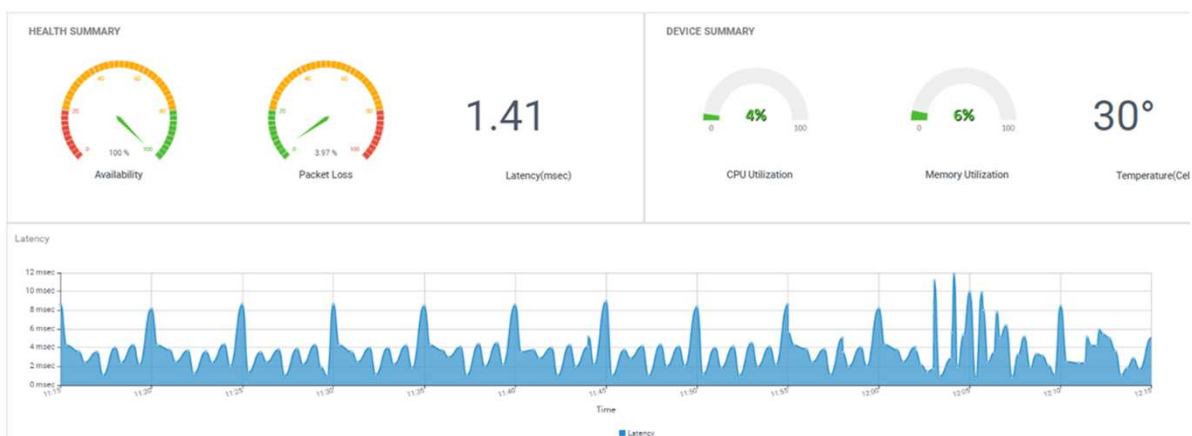 HEALTH SUMMARY
DEVICE SUMMARY
0 20 40 60 80 100
100 %
Availability
0 20 40 60 80 100
3.97 %
Packet Loss
1.41
Latency(msec)
4%
0 100
CPU Utilization
6%
0 100
Memory Utilization
30°
Temperature(Cel
Latency
12 msec
10 msec
8 msec
6 msec
4 msec
2 msec
0 msec
11:15 11:20 11:25 11:30 11:35 11:40 11:45 11:50 11:55 12:00 12:05 12:10 12:15
Time
Latency